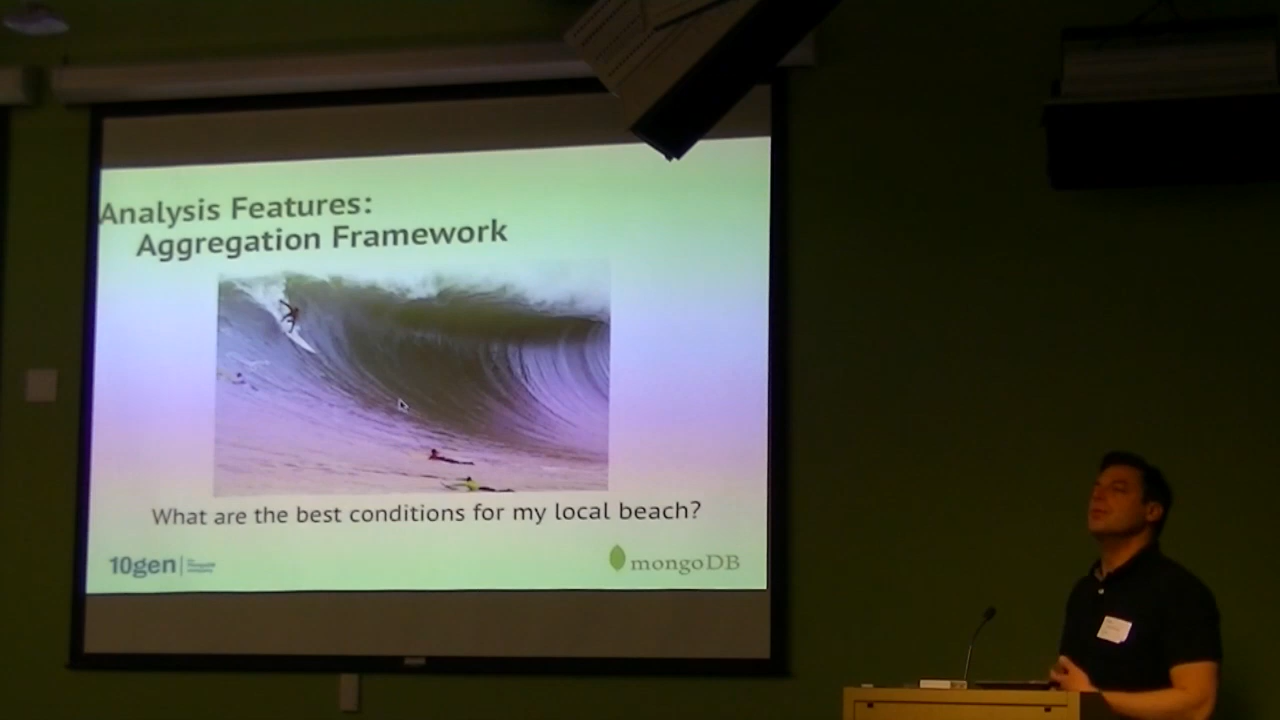 Analysis Features:
Aggregation Framework
What are the best conditions for my local beach?
10gen
mongoDB